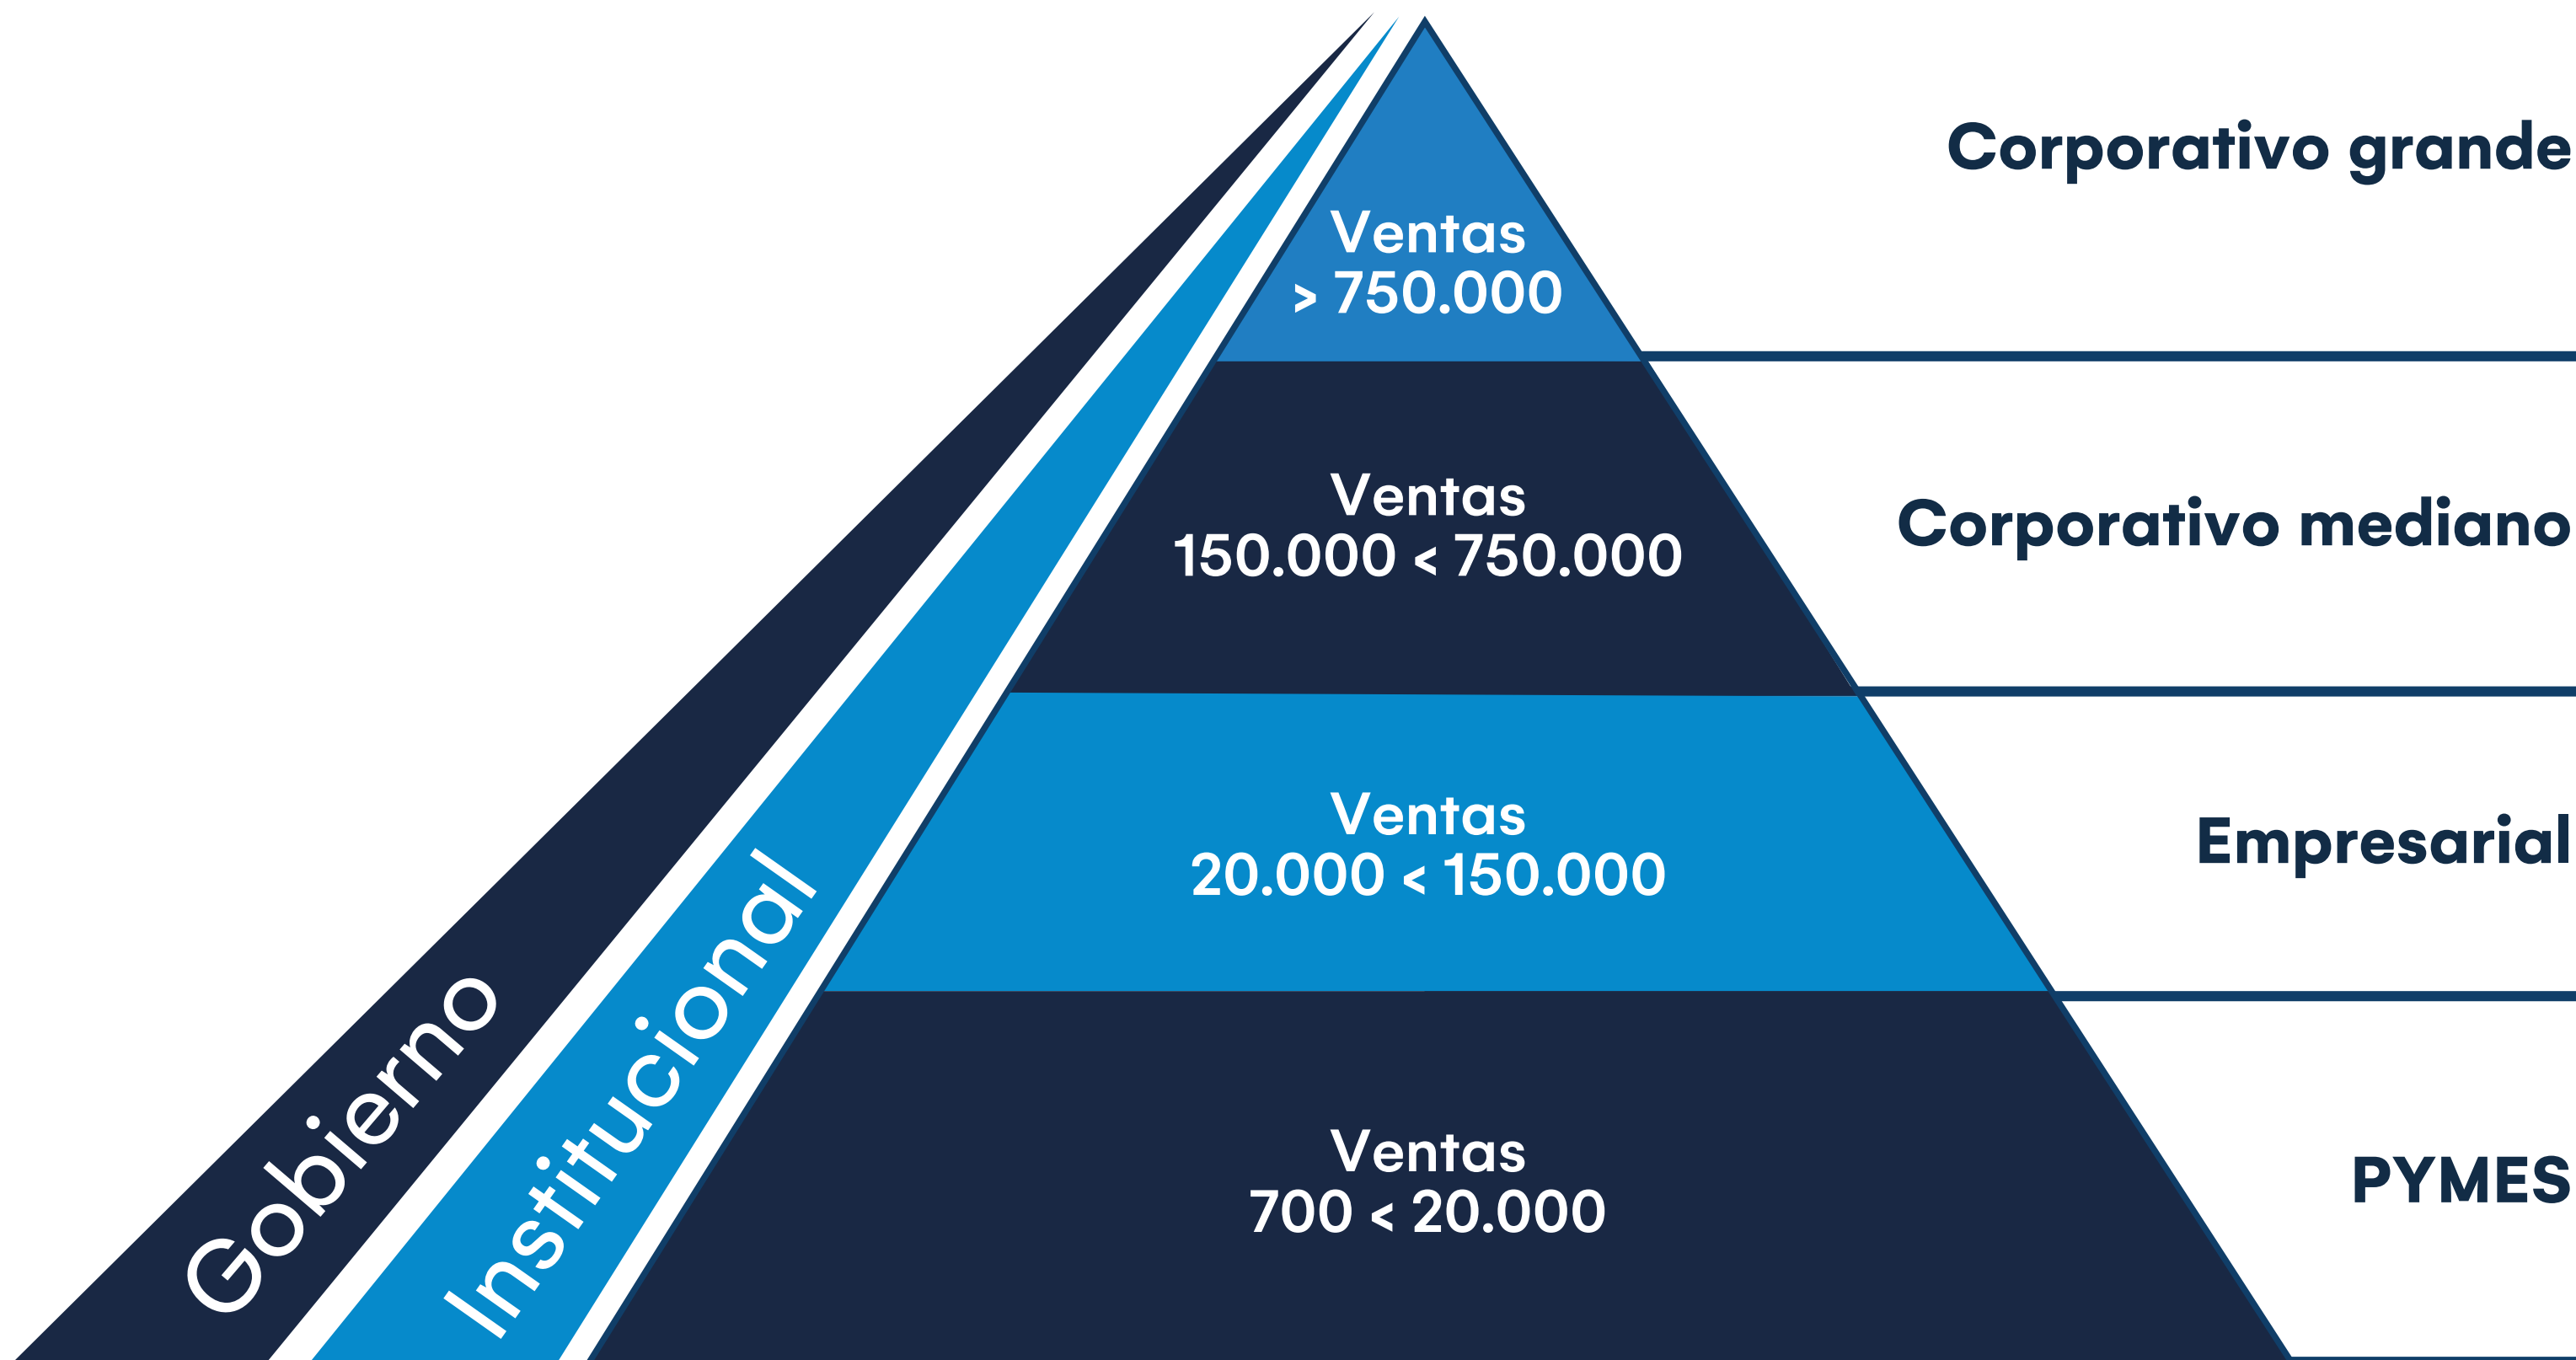 Corporativo grande
Ventas
> 750.000
Corporativo mediano
Ventas
150.000 < 750.000
Empresarial
Ventas
20.000 < 150.000
PYMES
Ventas
700 < 20.000
Gobierno
Institucional